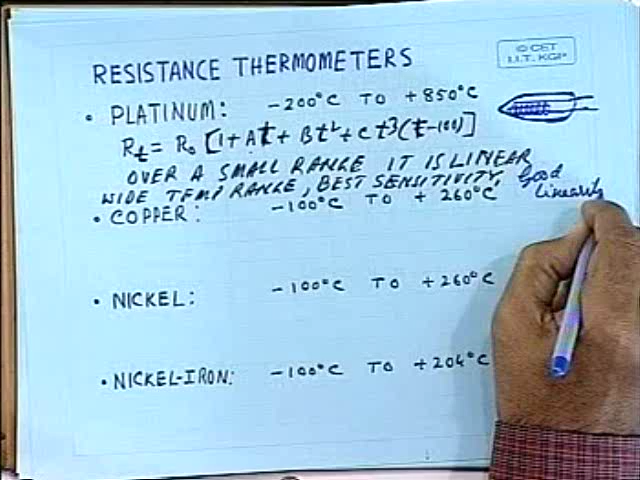 © CET
I.I.T. KGP
RESISTANCE THERMOMETERS
• PLATINUM: -200°C TO +850°C
Rt = R0 [1 + At + Bt² + Ct³(t-100)]
OVER A SMALL RANGE IT IS LINEAR
WIDE TEMP RANGE, BEST SENSITIVITY, Good
Linearity
• COPPER: -100°C TO + 260°C
• NICKEL: -100°C TO +260°C
• NICKEL-IRON: -100°C TO +204°C